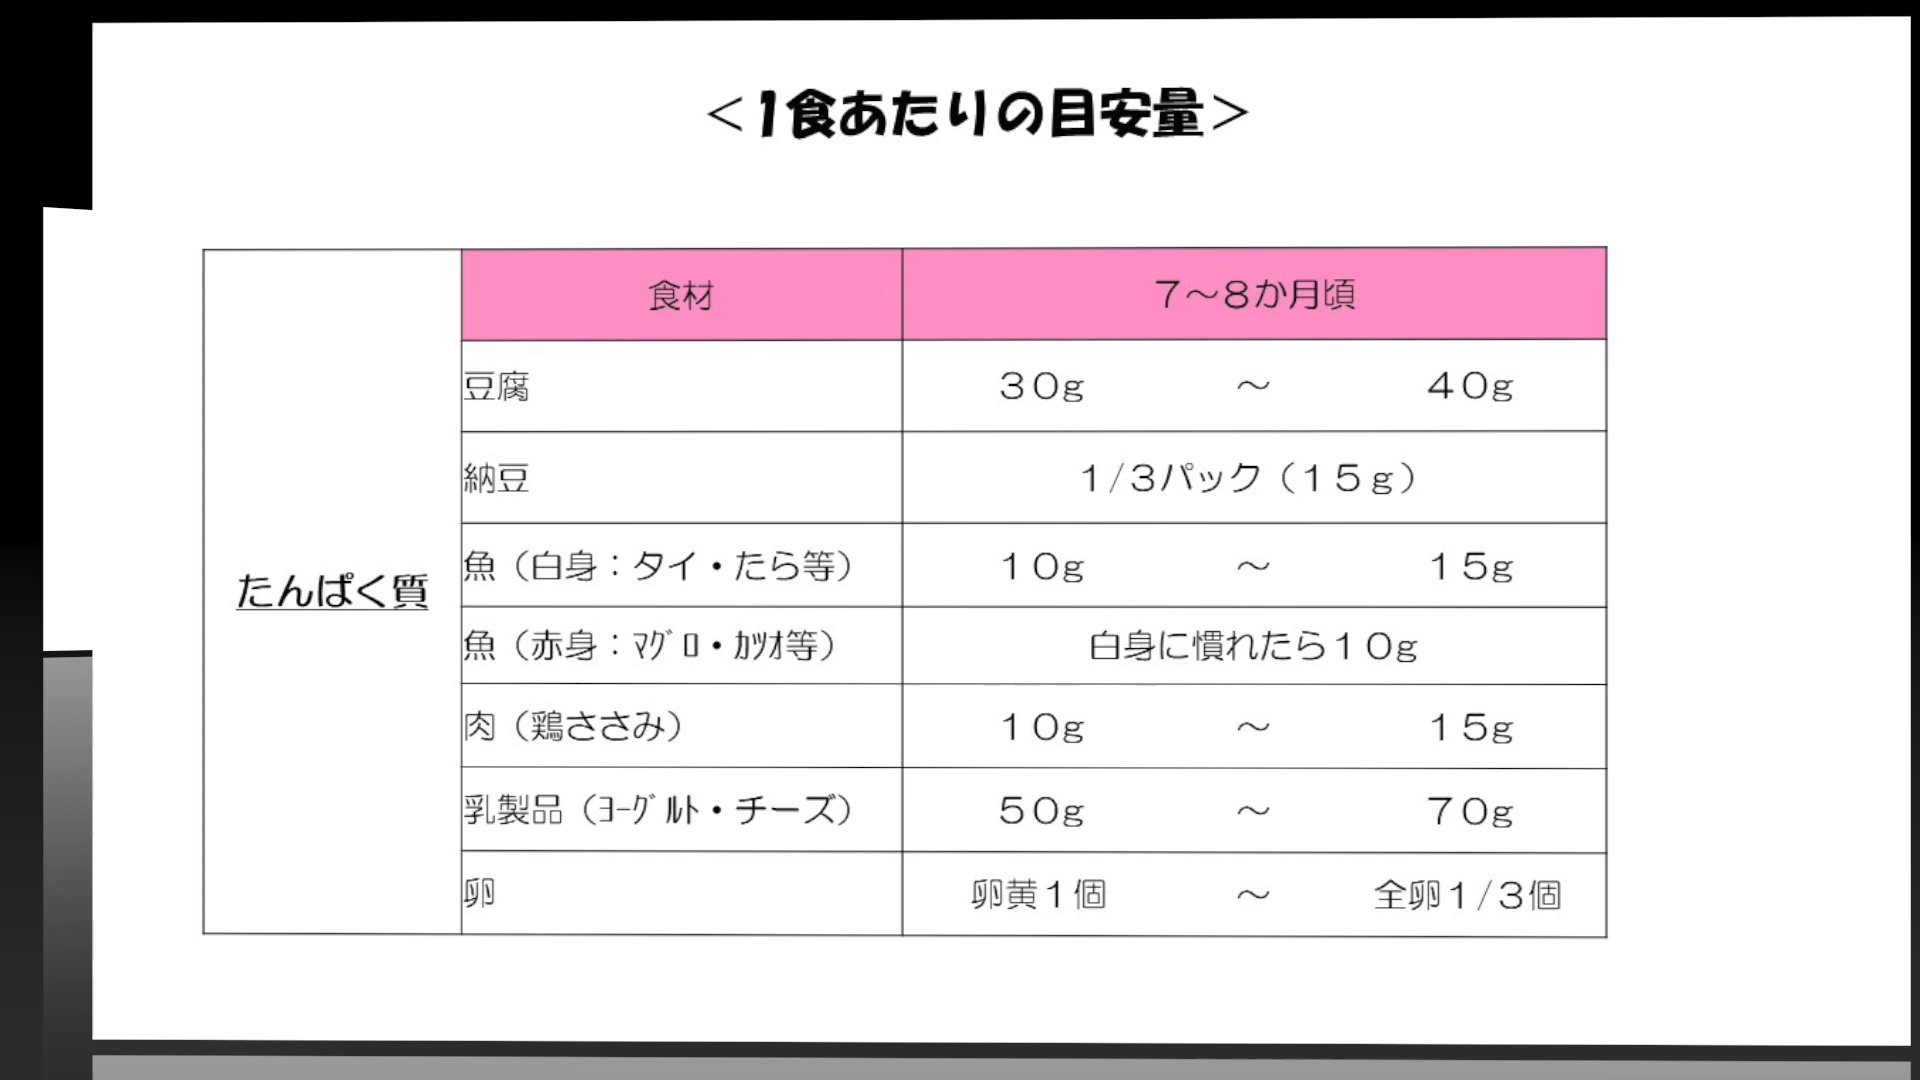 ＜1食あたりの目安量＞
たんぱく質
食材 ７～８か月頃
豆腐 ３０g ～ ４０g
納豆 １/３パック（１５ｇ）
魚（白身：タイ・たら等） １０g ～ １５g
魚（赤身：ﾏｸﾞﾛ・ｶﾂｵ等） 白身に慣れたら１０g
肉（鶏ささみ） １０g ～ １５g
乳製品（ﾖｰｸﾞﾙﾄ・チーズ） ５０g ～ ７０g
卵 卵黄１個 ～ 全卵１/３個